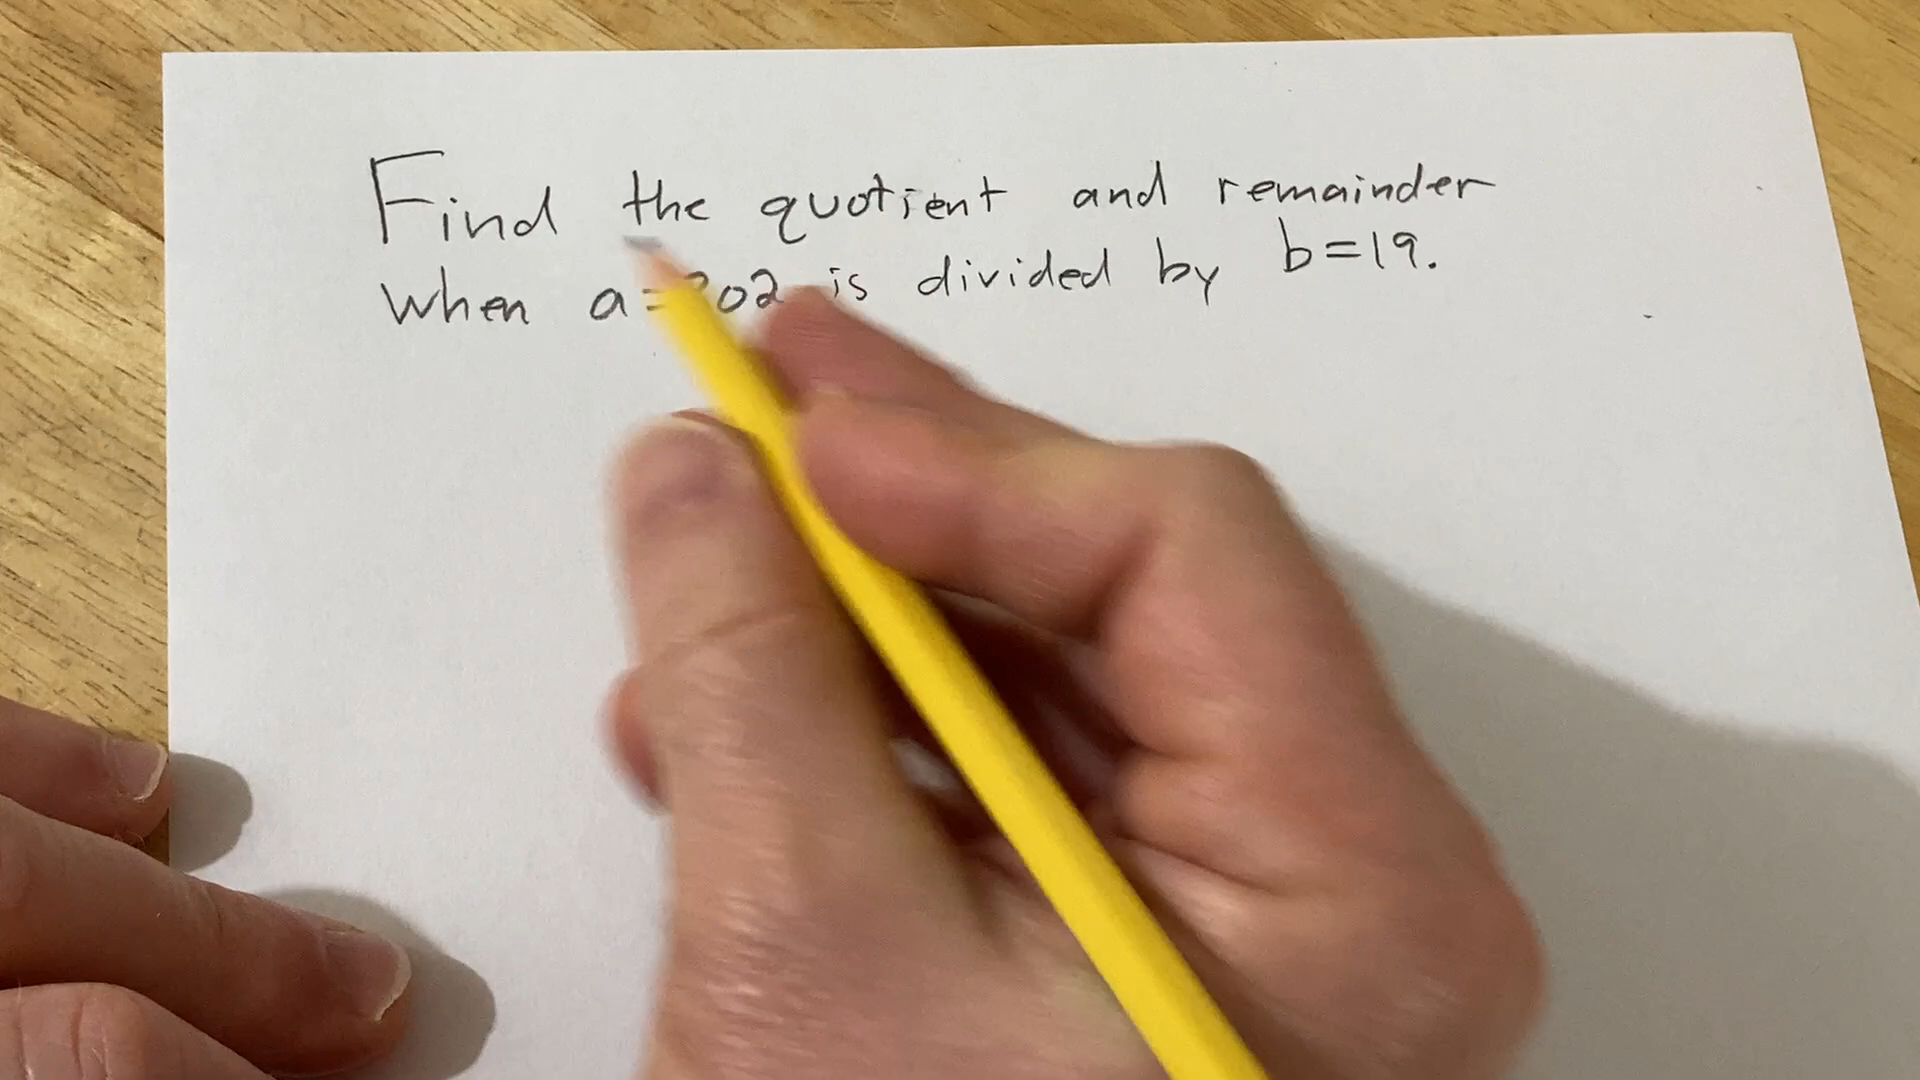 Find the quotient and remainder
when a= is divided by b=19.